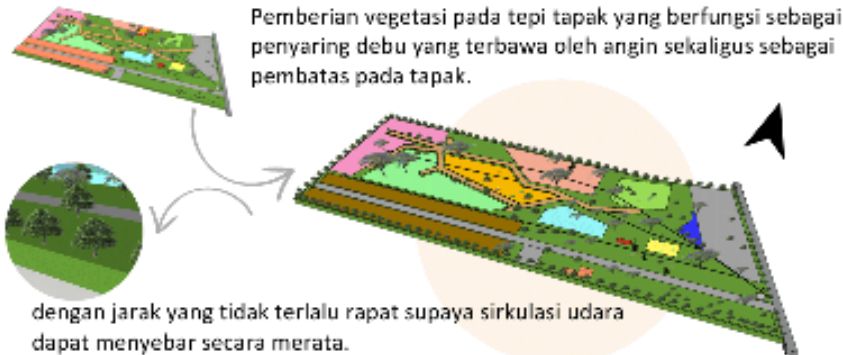 Pemberian vegetasi pada tepi tapak yang berfungsi sebagai
penyaring debu yang terbawa oleh angin sekaligus sebagai
pembatas pada tapak.
dengan jarak yang tidak terlalu rapat supaya sirkulasi udara
dapat menyebar secara merata.